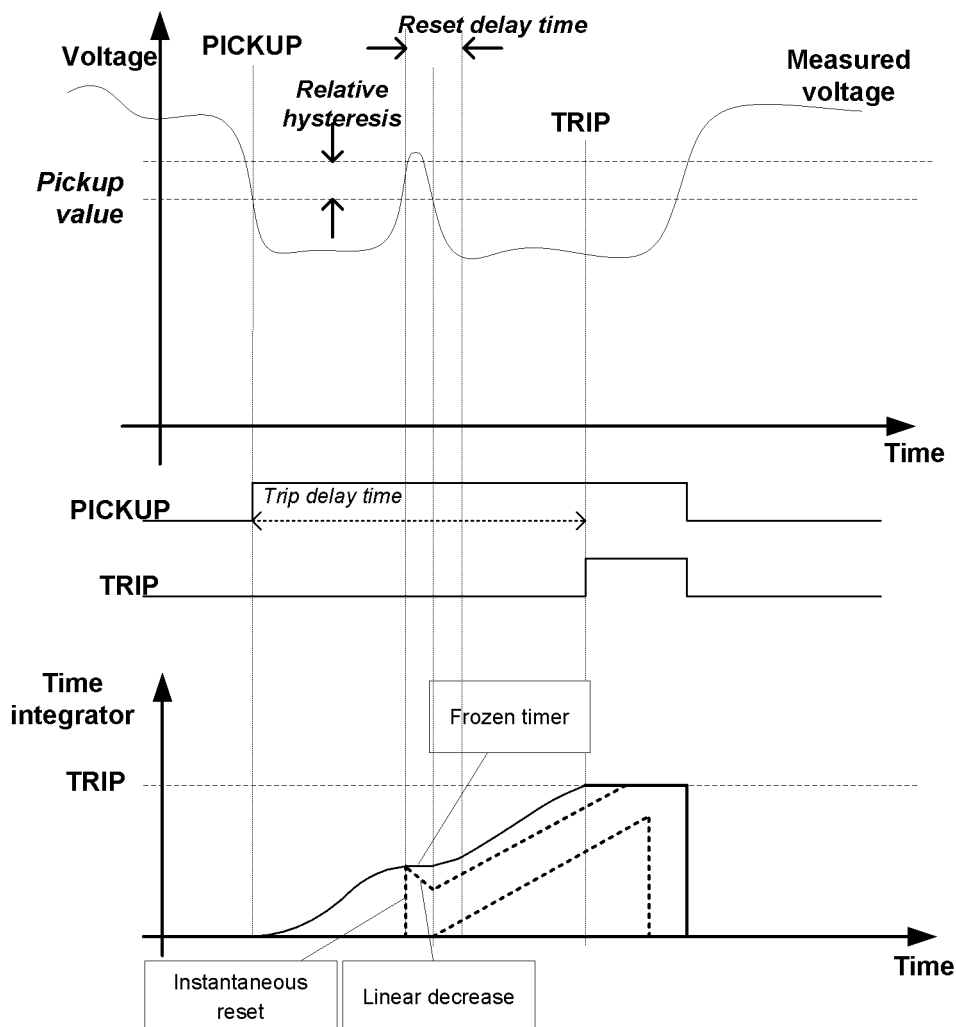 Reset delay time
PICKUP
Voltage
Measured
voltage
Relative
hysteresis
TRIP
Pickup
value
Time
Trip delay time
PICKUP
TRIP
Time
integrator
Frozen timer
TRIP
Time
Instantaneous
reset
Linear decrease